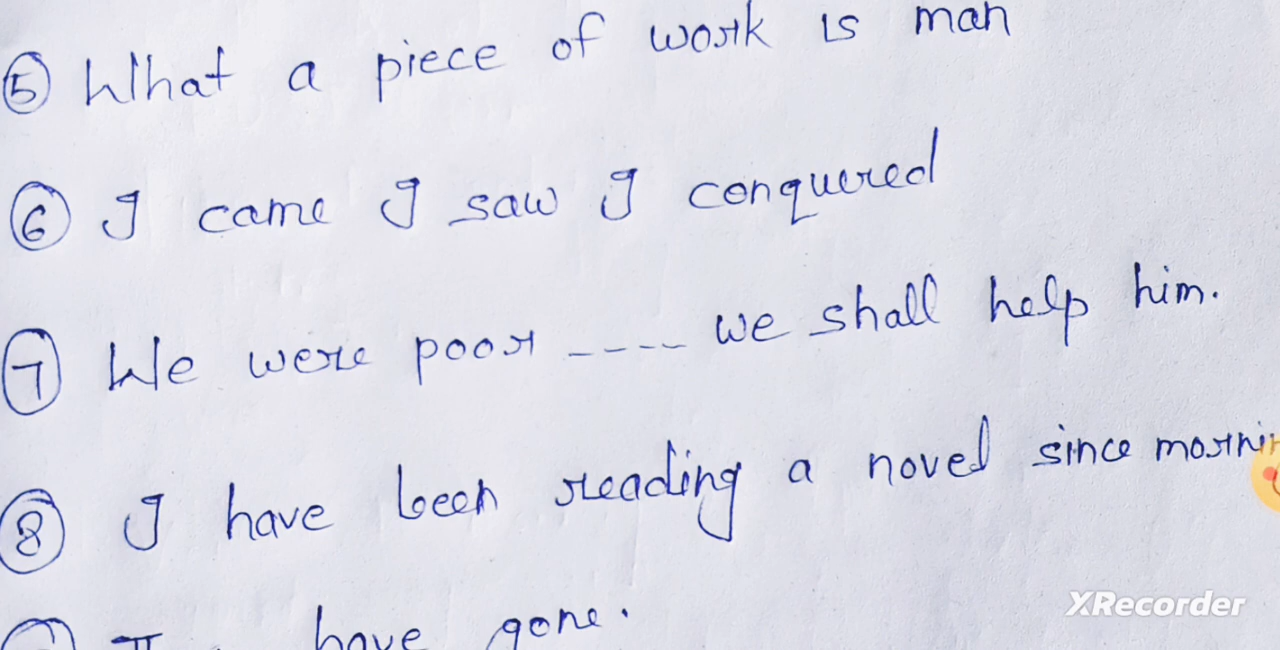 ⑤ What a piece of work is man
⑥ I came I saw I conquered
⑦ We were poor ---- we shall help him.
⑧ I have been reading a novel since
have gone.
XRecorder